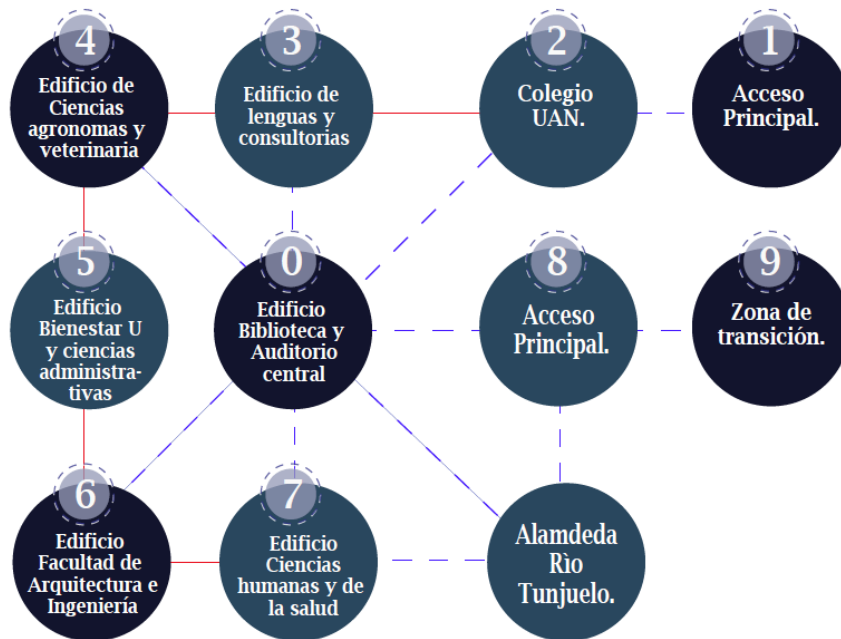 4
Edificio de
Ciencias
agronomas y
veterinaria
3
Edificio de
lenguas y
consultorias
2
Colegio
UAN.
1
Acceso
Principal.
5
Edificio
Bienestar U
y ciencias
administra-
tivas
0
Edificio
Biblioteca y
Auditorio
central
8
Acceso
Principal.
9
Zona de
transición.
6
Edificio
Facultad de
Arquitectura e
Ingeniería
7
Edificio
Ciencias
humanas y de
la salud
Alamdeda
Rìo
Tunjuelo.